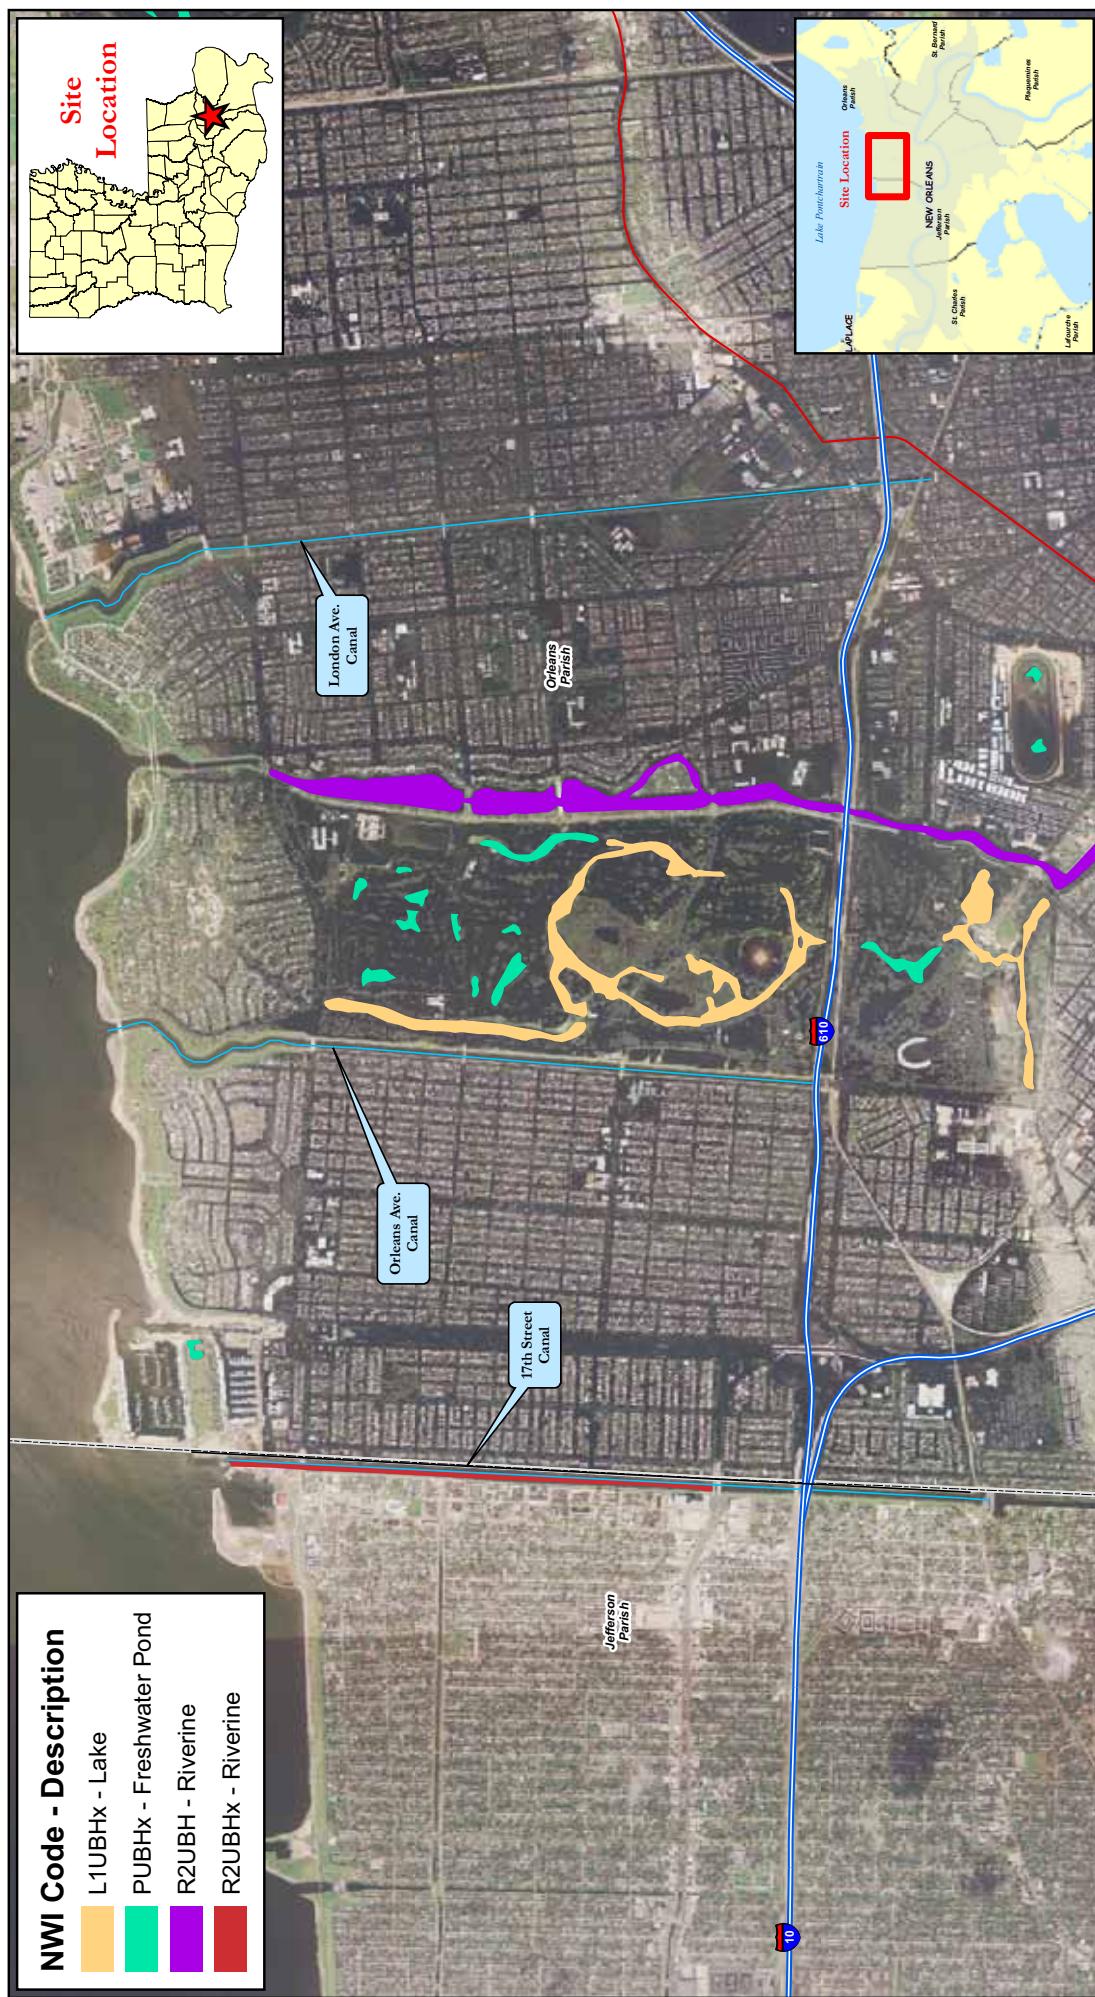 NWI Code - Description
L1UBHx - Lake
PUBHx - Freshwater Pond
R2UBH - Riverine
R2UBHx - Riverine
Site
Location
17th Street
Canal
Orleans Ave.
Canal
London Ave.
Canal
Jefferson
Parish
Orleans
Parish
10
610
Lake Pontchartrain
Site Location
LAPLACE
NEW ORLEANS
Jefferson
Parish
Orleans
Parish
St. Bernard
Parish
Plaquemines
Parish
St. Charles
Parish
Lafourche
Parish